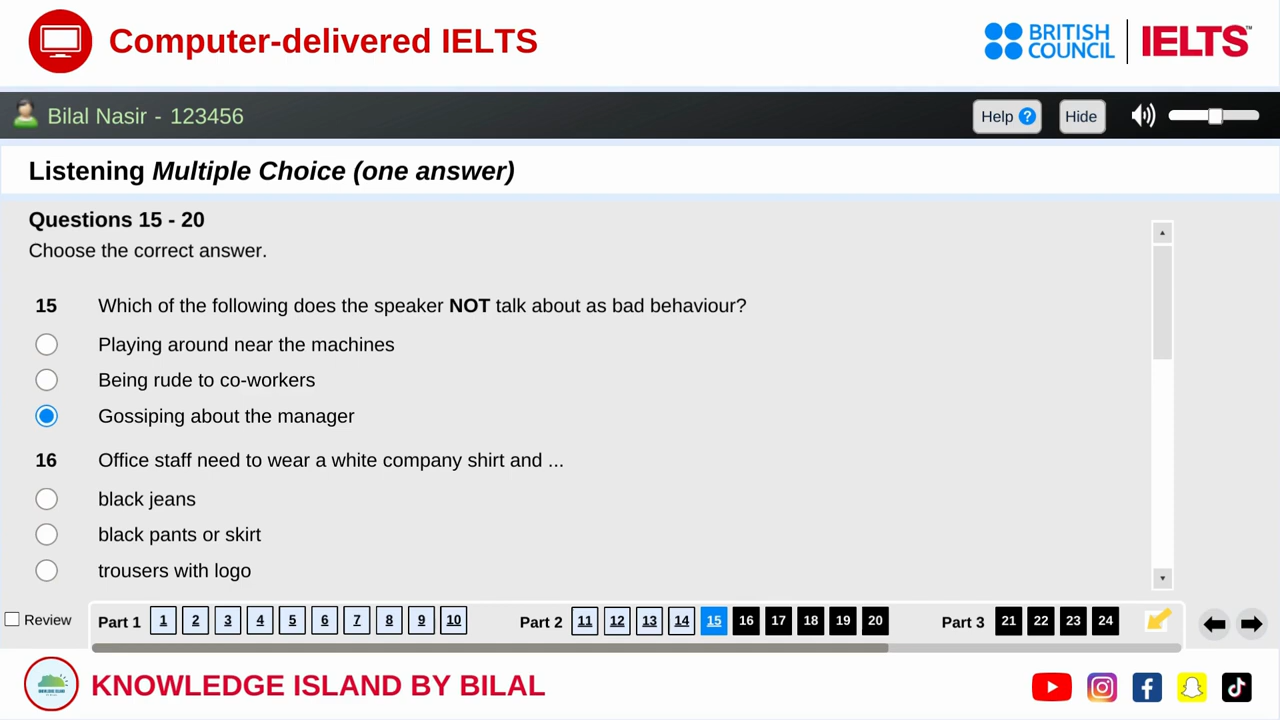 Computer-delivered IELTS
BRITISH COUNCIL
IELTS™
Bilal Nasir - 123456
Help ?
Hide
Listening Multiple Choice (one answer)
Questions 15 - 20
Choose the correct answer.
15 Which of the following does the speaker NOT talk about as bad behaviour?
Playing around near the machines
Being rude to co-workers
Gossiping about the manager
16 Office staff need to wear a white company shirt and ...
black jeans
black pants or skirt
trousers with logo
Review Part 1 1 2 3 4 5 6 7 8 9 10 Part 2 11 12 13 14 15 16 17 18 19 20 Part 3 21 22 23 24
KNOWLEDGE ISLAND BY BILAL